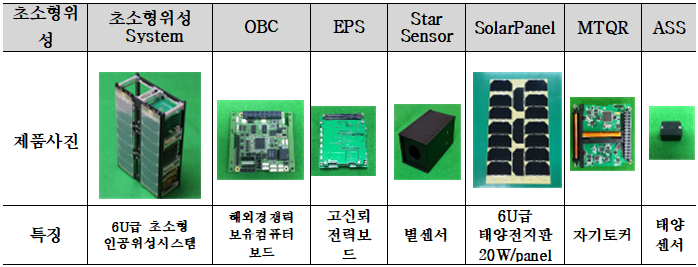 초소형위성
초소형위성 System
OBC
EPS
Star Sensor
SolarPanel
MTQR
ASS
제품사진
특징
6U급 초소형
인공위성시스템
해외경쟁력
보유컴퓨터
보드
고신뢰
전력보
드
별센서
6U급
태양전지판
20W/panel
자기토커
태양
센서